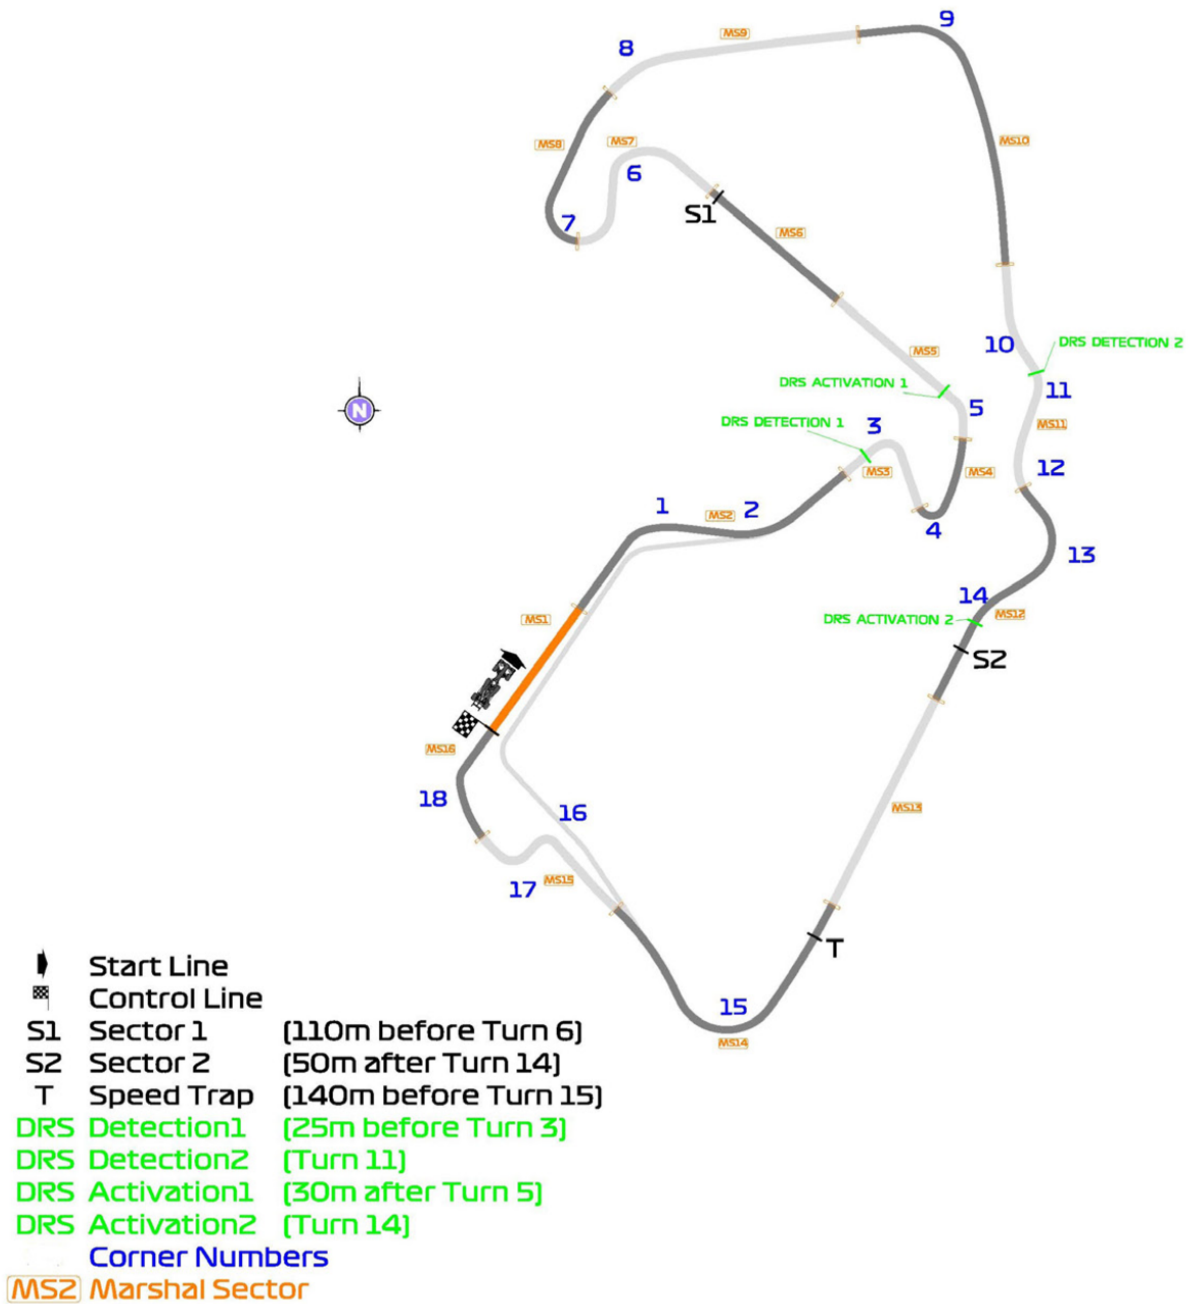 9
MS9
8
MS10
MS8
MS7
6
7
S1
MS6
10
DRS DETECTION 2
MS5
DRS ACTIVATION 1
11
5
DRS DETECTION 1
3
MS11
N
MS3
MS4
12
1
MS2
2
4
13
14
MS12
MS1
DRS ACTIVATION 2
S2
MS16
18
16
MS13
MS15
17
T
15
MS14
Start Line
Control Line
S1 Sector 1 (110m before Turn 6)
S2 Sector 2 (50m after Turn 14)
T Speed Trap (140m before Turn 15)
DRS Detection1 (25m before Turn 3)
DRS Detection2 (Turn 11)
DRS Activation1 (30m after Turn 5)
DRS Activation2 (Turn 14)
Corner Numbers
MS2 Marshal Sector